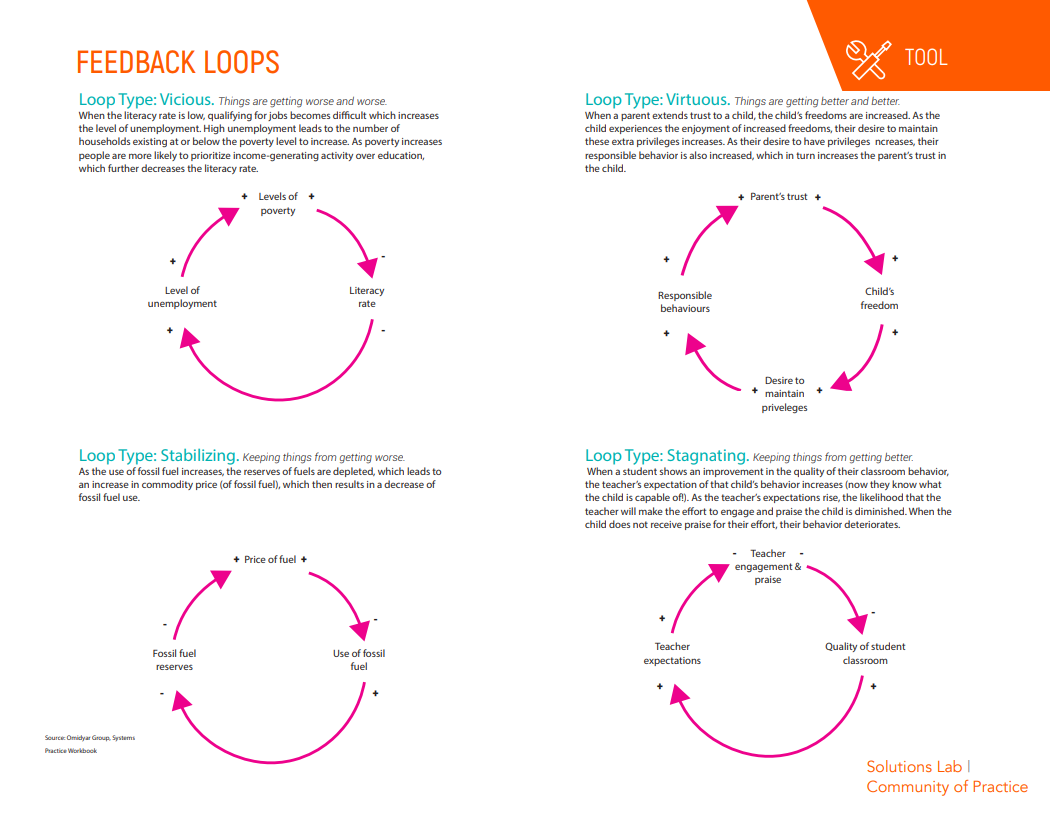 FEEDBACK LOOPS
TOOL
Loop Type: Vicious. Things are getting worse and worse.
When the literacy rate is low, qualifying for jobs becomes difficult which increases
the level of unemployment. High unemployment leads to the number of
households existing at or below the poverty level to increase. As poverty increases
people are more likely to prioritize income-generating activity over education,
which further decreases the literacy rate.
+ Levels of +
poverty
+
-
Level of
unemployment
Literacy
rate
+
-
Loop Type: Virtuous. Things are getting better and better.
When a parent extends trust to a child, the child's freedoms are increased. As the
child experiences the enjoyment of increased freedoms, their desire to maintain
these extra privileges increases. As their desire to have privileges ncreases, their
responsible behavior is also increased, which in turn increases the parent's trust in
the child.
+ Parent's trust +
+
+
Responsible
behaviours
Child's
freedom
+
+
Desire to
+ maintain +
priveleges
Loop Type: Stabilizing. Keeping things from getting worse.
As the use of fossil fuel increases, the reserves of fuels are depleted, which leads to
an increase in commodity price (of fossil fuel), which then results in a decrease of
fossil fuel use.
+ Price of fuel +
-
-
Fossil fuel
reserves
Use of fossil
fuel
-
+
Loop Type: Stagnating. Keeping things from getting better.
When a student shows an improvement in the quality of their classroom behavior,
the teacher's expectation of that child's behavior increases (now they know what
the child is capable of!). As the teacher's expectations rise, the likelihood that the
teacher will make the effort to engage and praise the child is diminished. When the
child does not receive praise for their effort, their behavior deteriorates.
- Teacher -
engagement &
praise
+
-
Teacher
expectations
Quality of student
classroom
+
+
Source: Omidyar Group, Systems
Practice Workbook
Solutions Lab |
Community of Practice